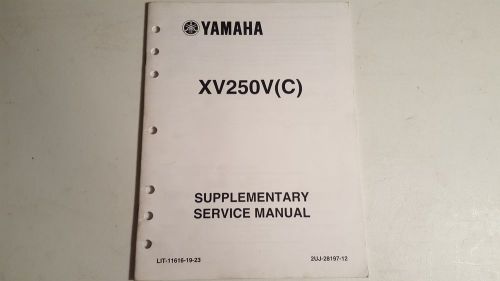 YAMAHA
XV250V(C)
SUPPLEMENTARY
SERVICE MANUAL
LIT-11616-19-23
2UJ-28197-12